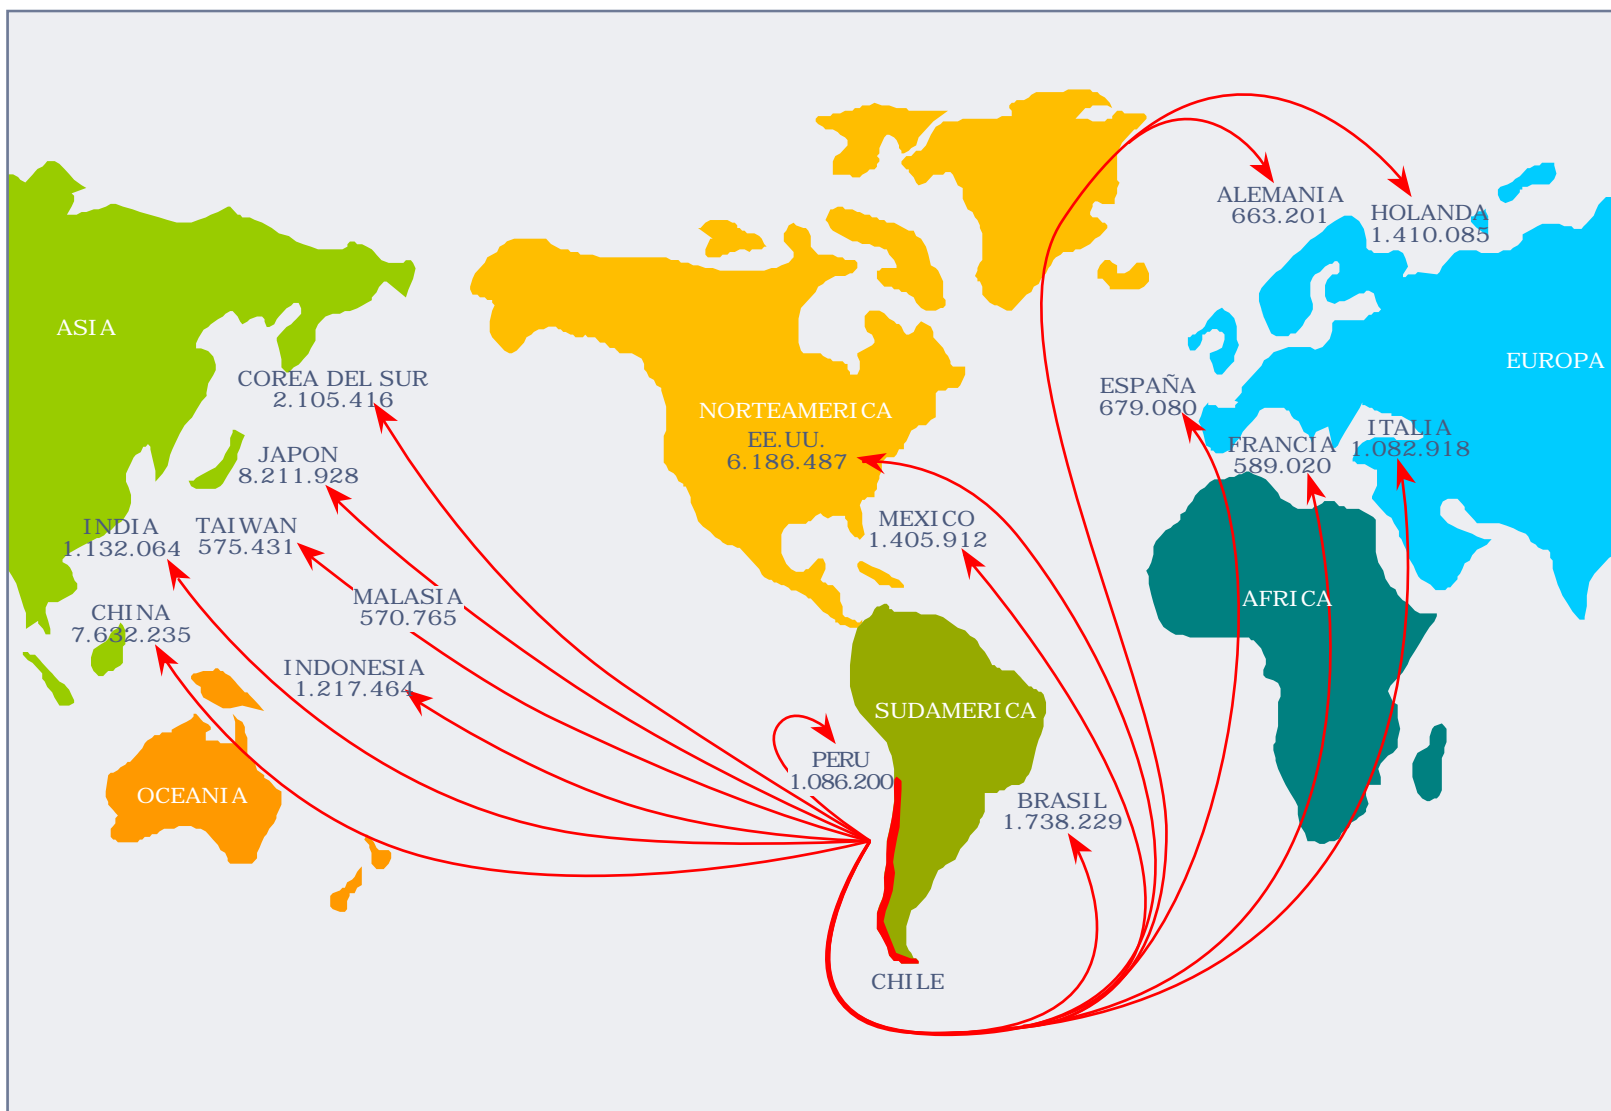 ALEMANIA
663.201
HOLANDA
1.410.085
ASIA
EUROPA
COREA DEL SUR
2.105.416
ESPAÑA
679.080
NORTEAMERICA
EE.UU.
6.186.487
ITALIA
1.082.918
FRANCIA
589.020
JAPON
8.211.928
INDIA
1.132.064
TAIWAN
575.431
MEXICO
1.405.912
MALASIA
570.765
AFRICA
CHINA
7.632.235
INDONESIA
1.217.464
SUDAMERICA
PERU
1.086.200
OCEANIA
BRASIL
1.738.229
CHILE